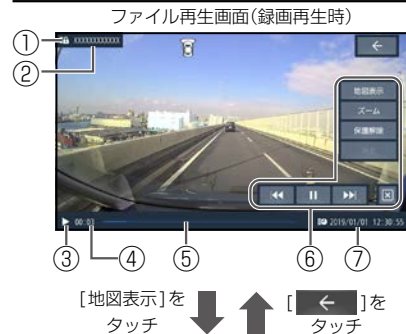 ファイル再生画面(録画再生時)
①
②
XXXXXXXXXXXX
地図表示
ズーム
保護解除
00:03
2019/01/01 12:30:55
③ ④ ⑤ ⑥ ⑦
[地図表示]を
タッチ
[ ← ]を
タッチ